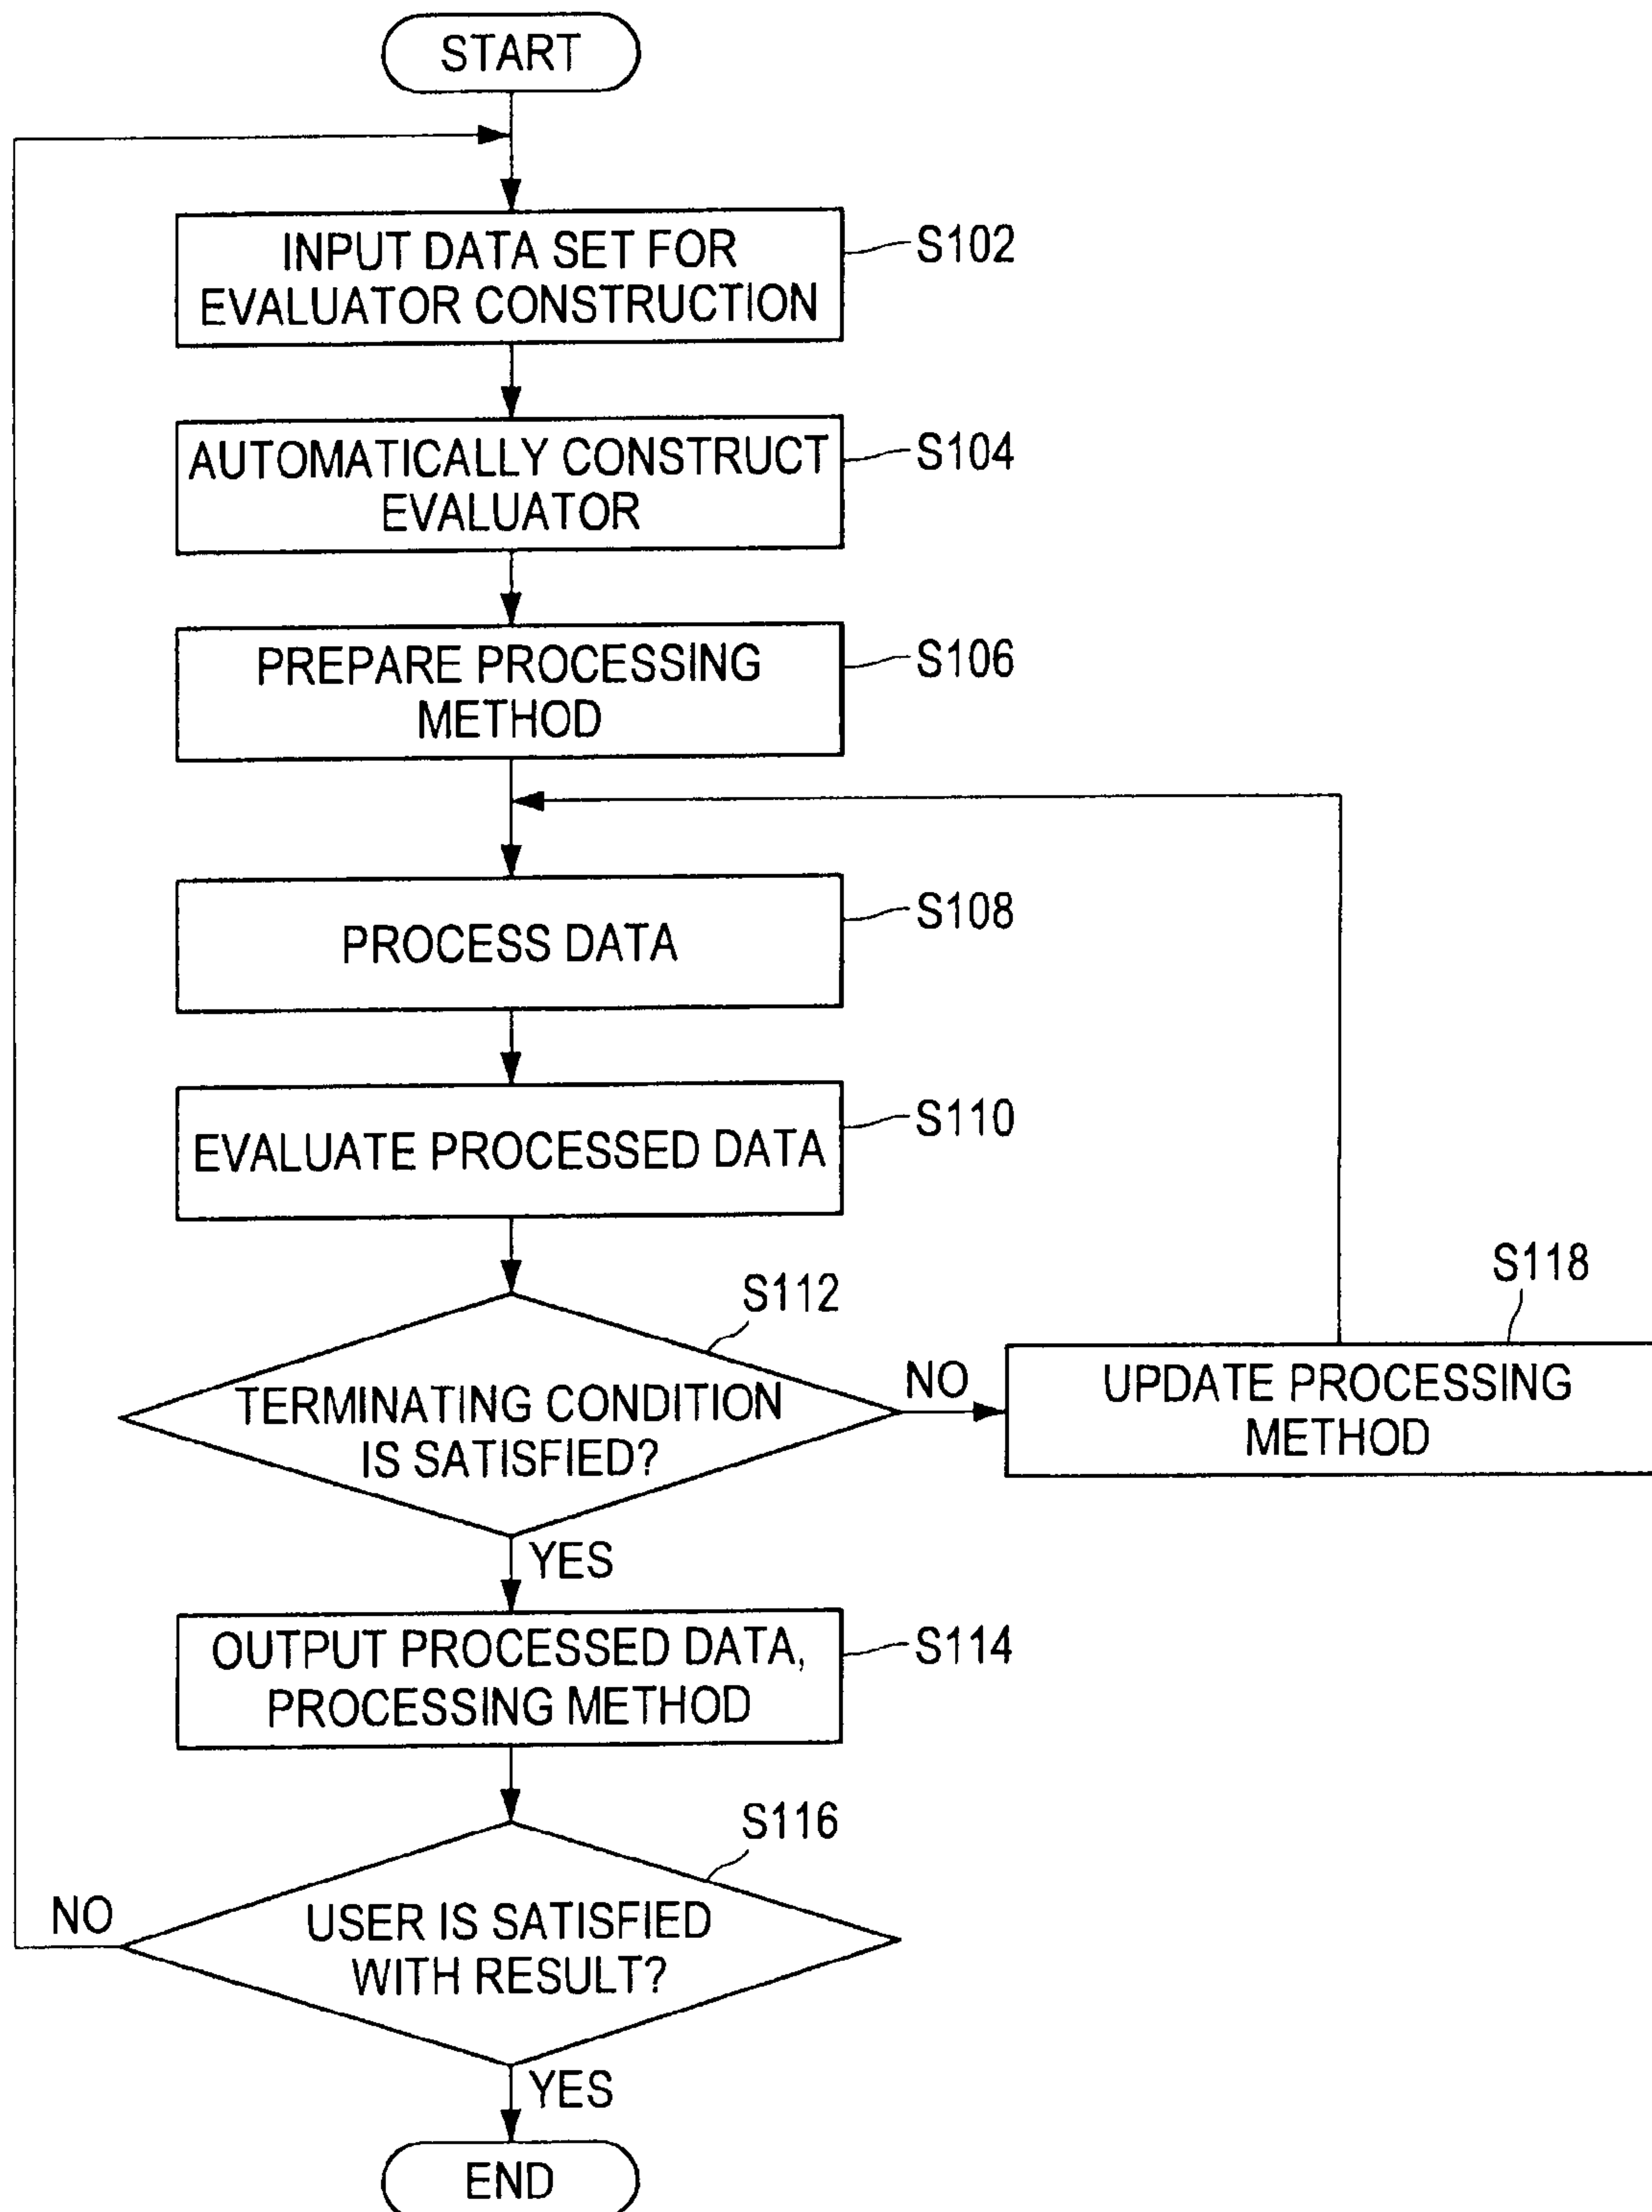 START
INPUT DATA SET FOR
EVALUATOR CONSTRUCTION
S102
AUTOMATICALLY CONSTRUCT
EVALUATOR
S104
PREPARE PROCESSING
METHOD
S106
PROCESS DATA
S108
EVALUATE PROCESSED DATA
S110
S112
TERMINATING CONDITION
IS SATISFIED?
NO
S118
UPDATE PROCESSING
METHOD
YES
OUTPUT PROCESSED DATA,
PROCESSING METHOD
S114
S116
USER IS SATISFIED
WITH RESULT?
NO
YES
END